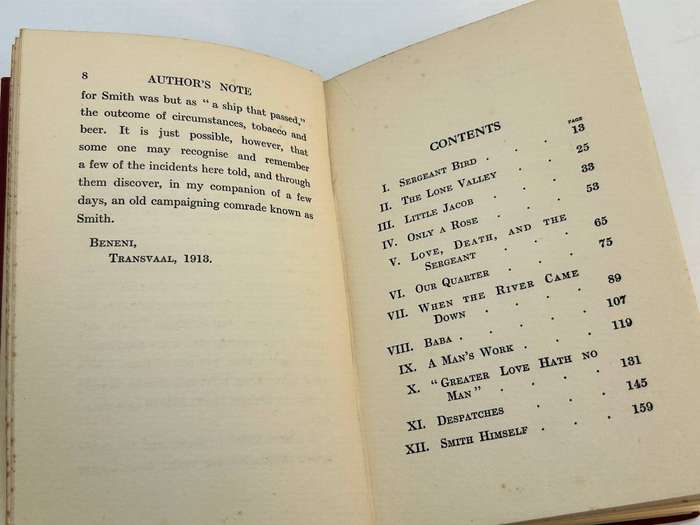 8 AUTHOR'S NOTE
for Smith was but as "a ship that passed,"
the outcome of circumstances, tobacco and
beer. It is just possible, however, that
some one may recognise and remember
a few of the incidents here told, and through
them discover, in my companion of a few
days, an old campaigning comrade known as
Smith.
BENENI,
TRANSVAAL, 1913.
CONTENTS
PAGE
I. SERGEANT BIRD . . . 13
II. THE LONE VALLEY . . . 25
III. LITTLE JACOB . . . 33
IV. ONLY A ROSE . . . 53
V. LOVE, DEATH, AND THE
SERGEANT . . . 65
VI. OUR QUARTER . . . 75
VII. WHEN THE RIVER CAME
DOWN . . . 89
VIII. BABA . . . 107
IX. A MAN'S WORK . . . 119
X. "GREATER LOVE HATH NO
MAN" . . . 131
XI. DESPATCHES . . . 145
XII. SMITH HIMSELF . . . 159